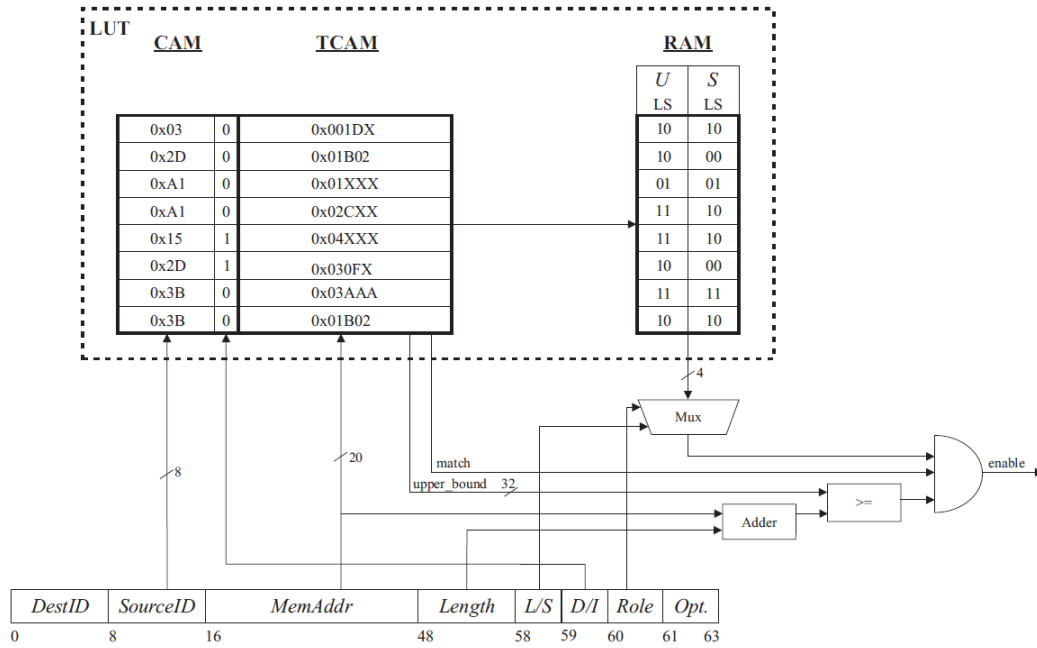 LUT
CAM TCAM RAM
U S
LS LS
0x03 0 0x001DX 10 10
0x2D 0 0x01B02 10 00
0xA1 0 0x01XXX 01 01
0xA1 0 0x02CXX 11 10
0x15 1 0x04XXX 11 10
0x2D 1 0x030FX 10 00
0x3B 0 0x03AAA 11 11
0x3B 0 0x01B02 10 10
4
Mux
8 20 match enable
upper_bound 32
>=
Adder
DestID SourceID MemAddr Length L/S D/I Role Opt.
0 8 16 48 58 59 60 61 63